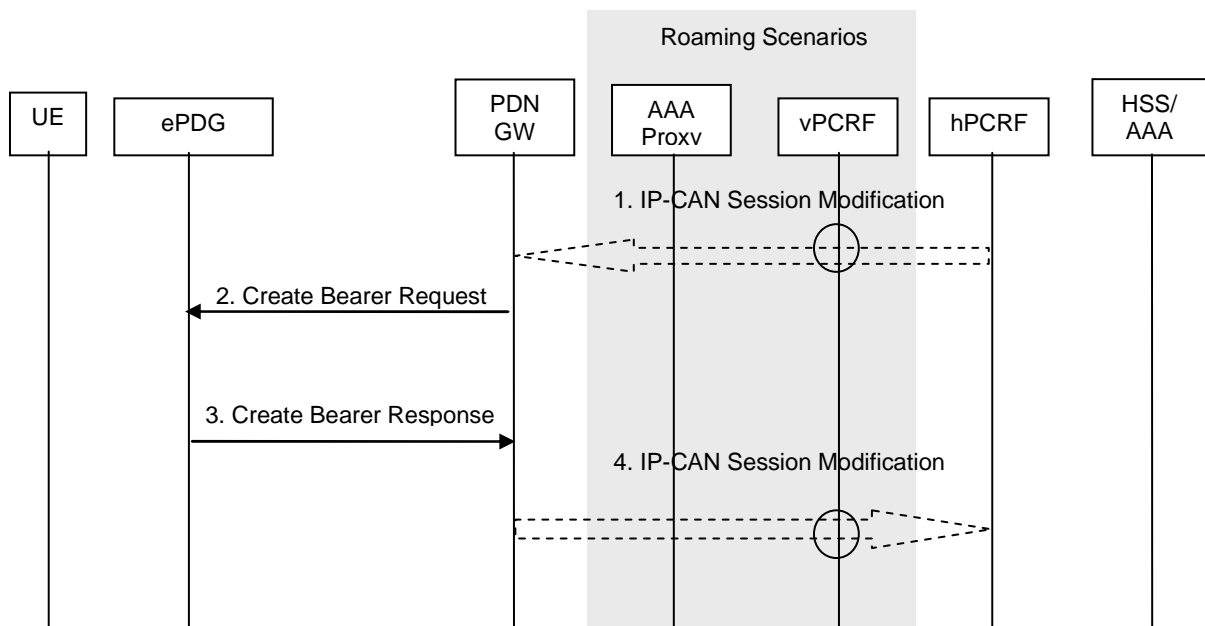 Roaming Scenarios
UE
ePDG
PDN
GW
AAA
Proxy
vPCRF
hPCRF
HSS/
AAA
1. IP-CAN Session Modification
2. Create Bearer Request
3. Create Bearer Response
4. IP-CAN Session Modification